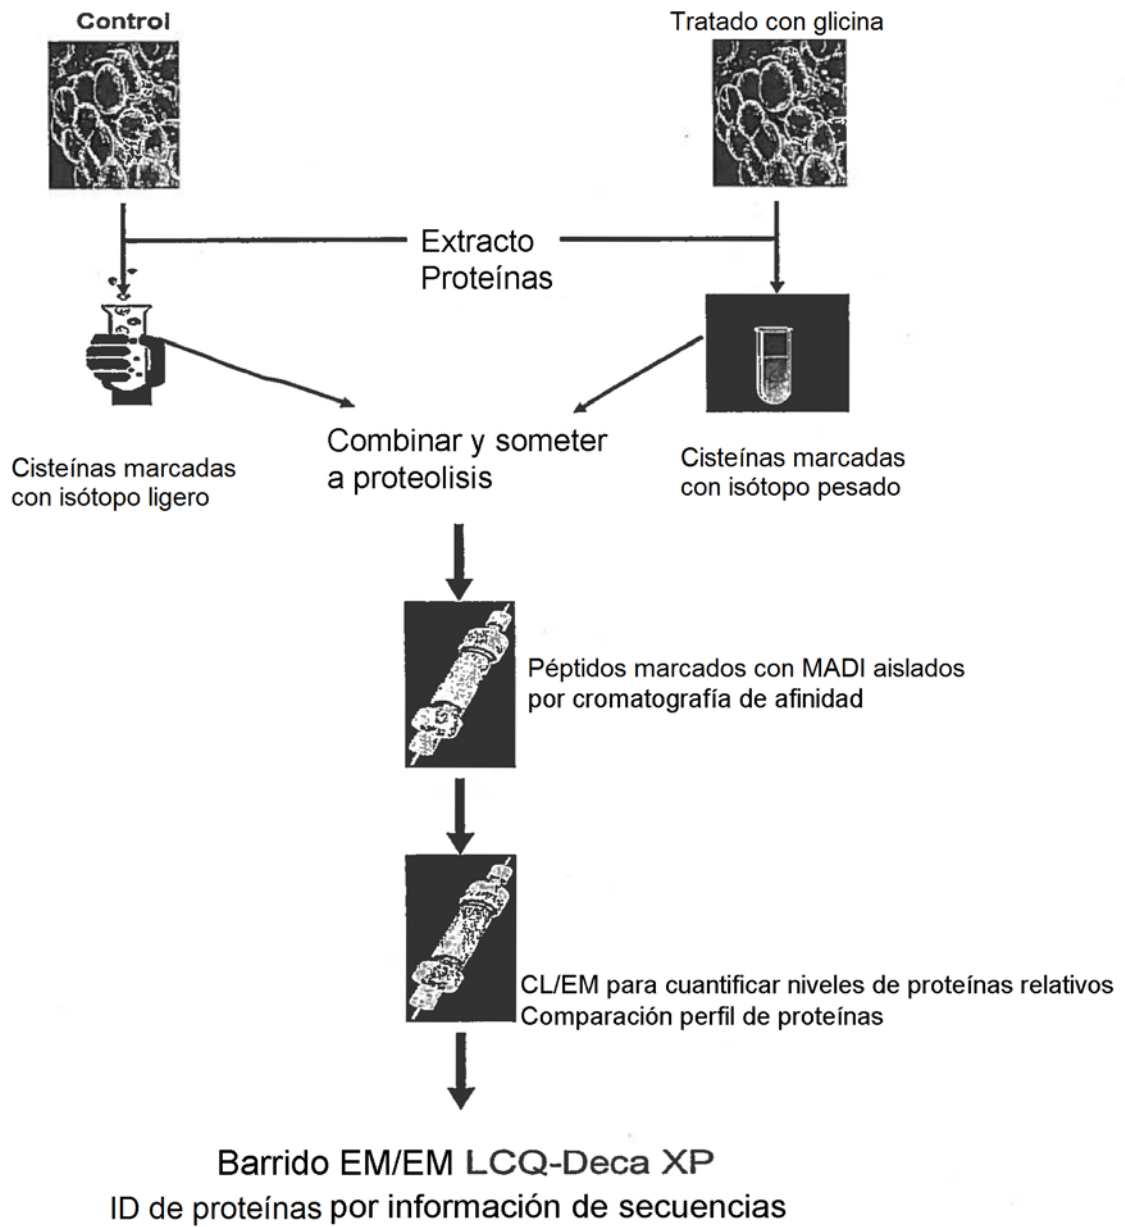 Control
Tratado con glicina
Extracto
Proteínas
Cisteínas marcadas
con isótopo ligero
Combinar y someter
a proteolisis
Cisteínas marcadas
con isótopo pesado
Péptidos marcados con MADI aislados
por cromatografía de afinidad
CL/EM para cuantificar niveles de proteínas relativos
Comparación perfil de proteínas
Barrido EM/EM LCQ-Deca XP
ID de proteínas por información de secuencias